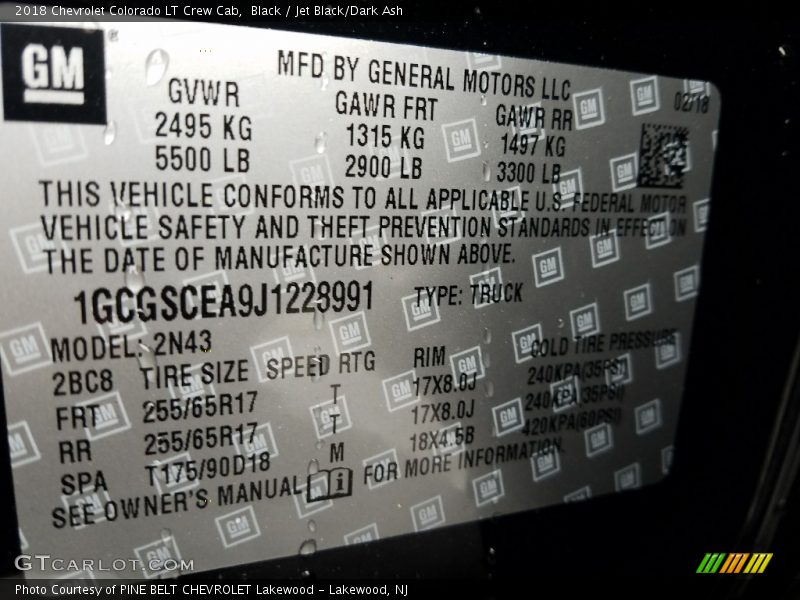 2018 Chevrolet Colorado LT Crew Cab,  Black / Jet Black/Dark Ash
GM ®
MFD BY GENERAL MOTORS LLC
02/18
GVWR GAWR FRT GAWR RR
2495 KG 1315 KG 1497 KG
5500 LB 2900 LB 3300 LB
THIS VEHICLE CONFORMS TO ALL APPLICABLE U.S. FEDERAL MOTOR
VEHICLE SAFETY AND THEFT PREVENTION STANDARDS IN EFFECT ON
THE DATE OF MANUFACTURE SHOWN ABOVE.
1GCGSCEA9J1228991 TYPE: TRUCK
MODEL: 2N43
2BC8 TIRE SIZE SPEED RTG RIM COLD TIRE PRESSURE
FRT 255/65R17 T 17X8.0J 240KPA(35PSI)
RR 255/65R17 T 17X8.0J 240KPA(35PSI)
SPA T175/90D18 M 18X4.5B 420KPA(60PSI)
SEE OWNER'S MANUAL i FOR MORE INFORMATION.
GTCARLOT.COM
Photo Courtesy of PINE BELT CHEVROLET Lakewood - Lakewood, NJ